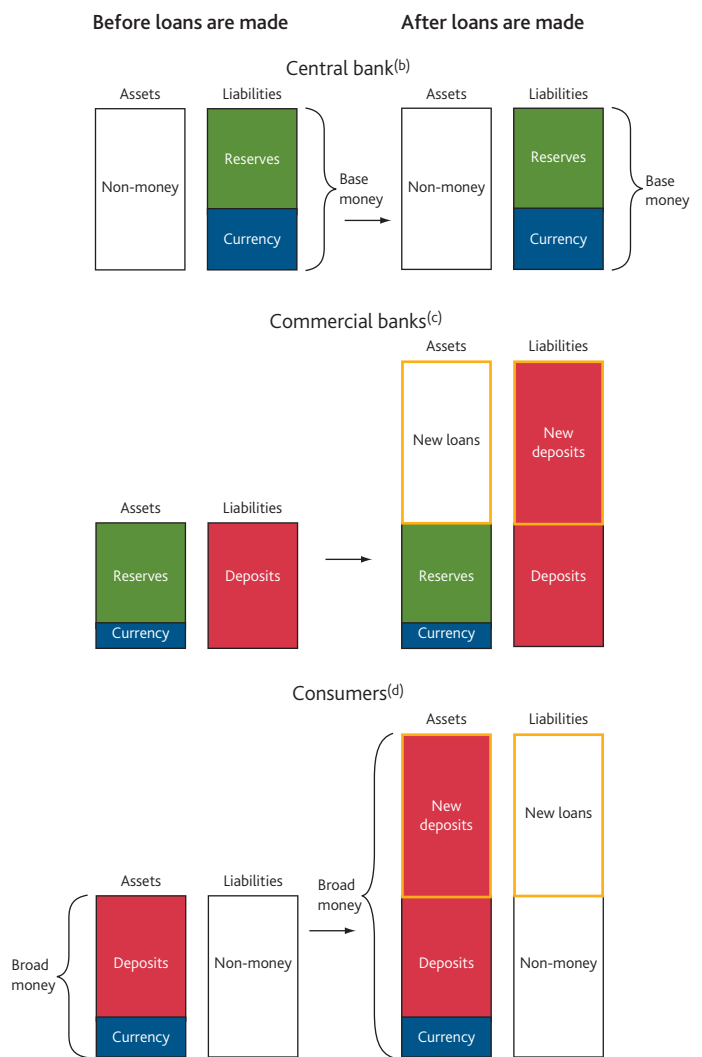 Before loans are made
After loans are made
Central bank(b)
Assets
Liabilities
Assets
Liabilities
Non-money
Reserves
Currency
Base
money
Non-money
Reserves
Currency
Base
money
Commercial banks(c)
Assets
Liabilities
New loans
New
deposits
Assets
Liabilities
Reserves
Deposits
Currency
Reserves
Deposits
Currency
Consumers(d)
Assets
Liabilities
New
deposits
New loans
Assets
Liabilities
Broad
money
Broad
money
Deposits
Non-money
Currency
Deposits
Non-money
Currency